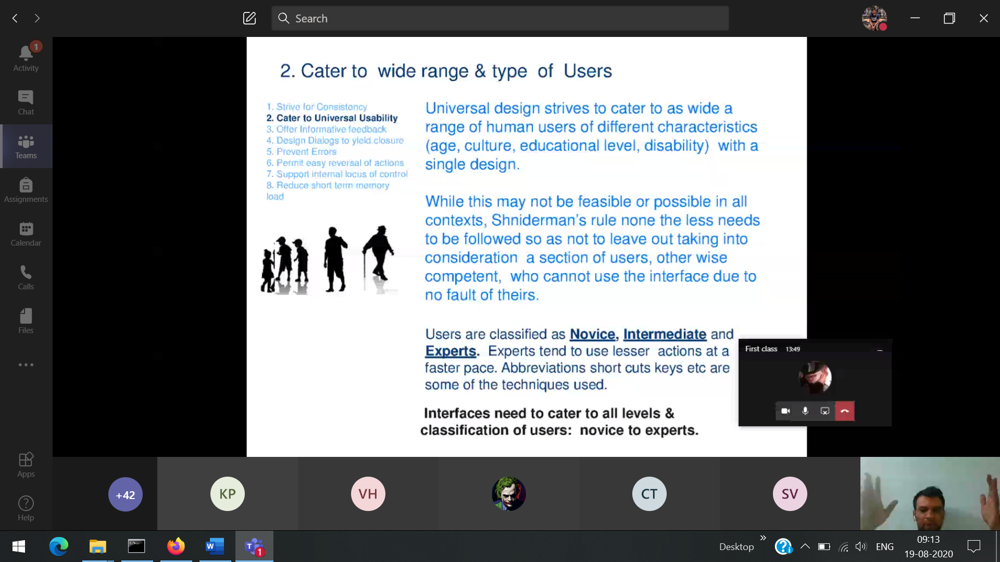 Search
1
Activity
Chat
Teams
Assignments
Calendar
Calls
Files
Apps
Help
2. Cater to wide range & type of Users
1. Strive for Consistency
2. Cater to Universal Usability
3. Offer Informative feedback
4. Design Dialogs to yield closure
5. Prevent Errors
6. Permit easy reversal of actions
7. Support internal locus of control
8. Reduce short term memory
load
Universal design strives to cater to as wide a
range of human users of different characteristics
(age, culture, educational level, disability) with a
single design.
While this may not be feasible or possible in all
contexts, Shniderman's rule none the less needs
to be followed so as not to leave out taking into
consideration a section of users, other wise
competent, who cannot use the interface due to
no fault of theirs.
Users are classified as Novice, Intermediate and
Experts. Experts tend to use lesser actions at a
faster pace. Abbreviations short cuts keys etc are
some of the techniques used.
Interfaces need to cater to all levels &
classification of users: novice to experts.
First class 13:49
+42
KP
VH
CT
SV
W
T
1
Desktop
ENG
09:13
19-08-2020